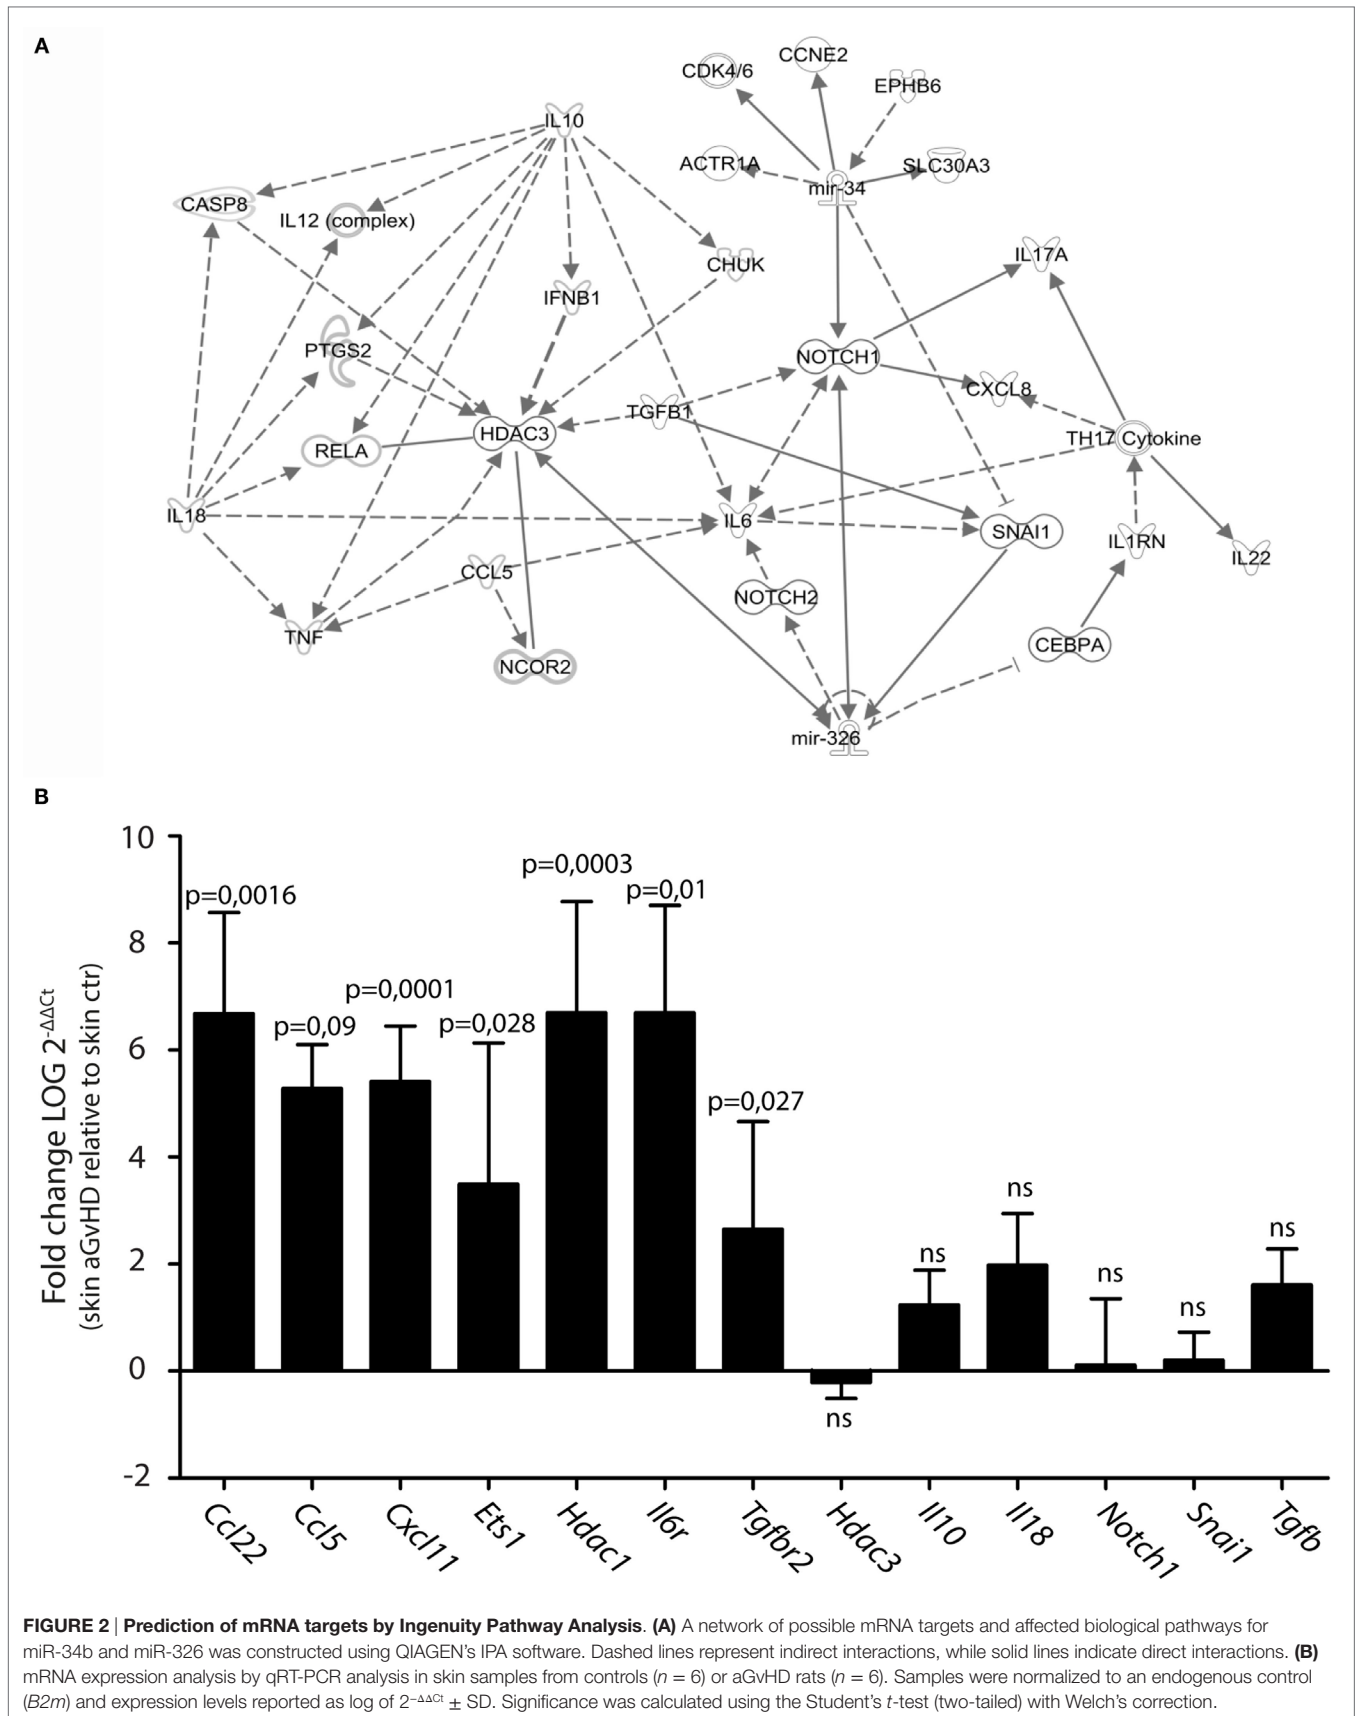 A
CCNE2
CDK4/6
EPHB6
IL10
ACTR1A
SLC30A3
mir-34
CASP8
IL12 (complex)
IL17A
CHUK
IFNB1
PTGS2
NOTCH1
CXCL8
TGFB1
HDAC3
TH17 Cytokine
RELA
IL18
IL6
SNAI1
IL1RN
IL22
CCL5
NOTCH2
TNF
CEBPA
NCOR2
mir-326
B
10
8
6
4
2
0
-2
Fold change LOG 2-ΔΔCt
(skin aGvHD relative to skin ctr)
p=0,0016
p=0,09
p=0,0001
p=0,028
p=0,0003
p=0,01
p=0,027
ns
ns
ns
ns
ns
ns
Ccl22
Ccl5
Cxcl11
Ets1
Hdac1
Il6r
Tgfbr2
Hdac3
Il10
Il18
Notch1
Snai1
Tgfb
FIGURE 2 | Prediction of mRNA targets by Ingenuity Pathway Analysis. (A) A network of possible mRNA targets and affected biological pathways for
miR-34b and miR-326 was constructed using QIAGEN's IPA software. Dashed lines represent indirect interactions, while solid lines indicate direct interactions. (B)
mRNA expression analysis by qRT-PCR analysis in skin samples from controls (n = 6) or aGvHD rats (n = 6). Samples were normalized to an endogenous control
(B2m) and expression levels reported as log of 2−ΔΔCt ± SD. Significance was calculated using the Student's t-test (two-tailed) with Welch's correction.